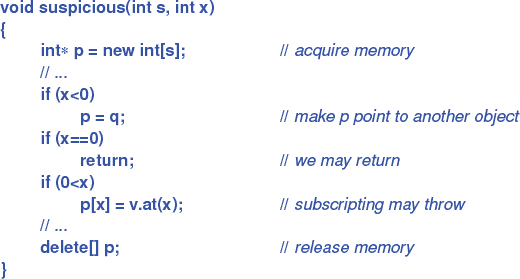 void suspicious(int s, int x)
{
int* p = new int[s]; // acquire memory
// ...
if (x<0)
p = q; // make p point to another object
if (x==0)
return; // we may return
if (0<x)
p[x] = v.at(x); // subscripting may throw
// ...
delete[] p; // release memory
}